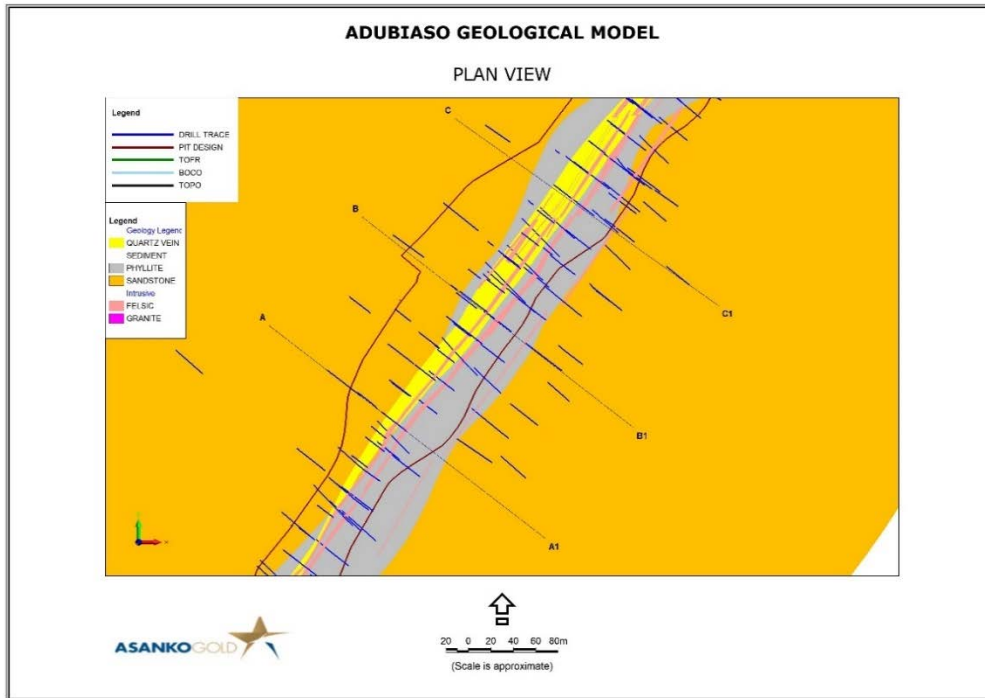 ADUBIASO GEOLOGICAL MODEL
PLAN VIEW
Legend
DRILL TRACE
PIT DESIGN
TOFR
BOCO
TOPO
Legend
Geology Legend
QUARTZ VEIN
SEDIMENT
PHYLLITE
SANDSTONE
Intrusivo
FELSIC
GRANITE
C
B
A
C1
B1
A1
ASANKOGOLD
20 0 20 40 60 80m
(Scale is approximate)